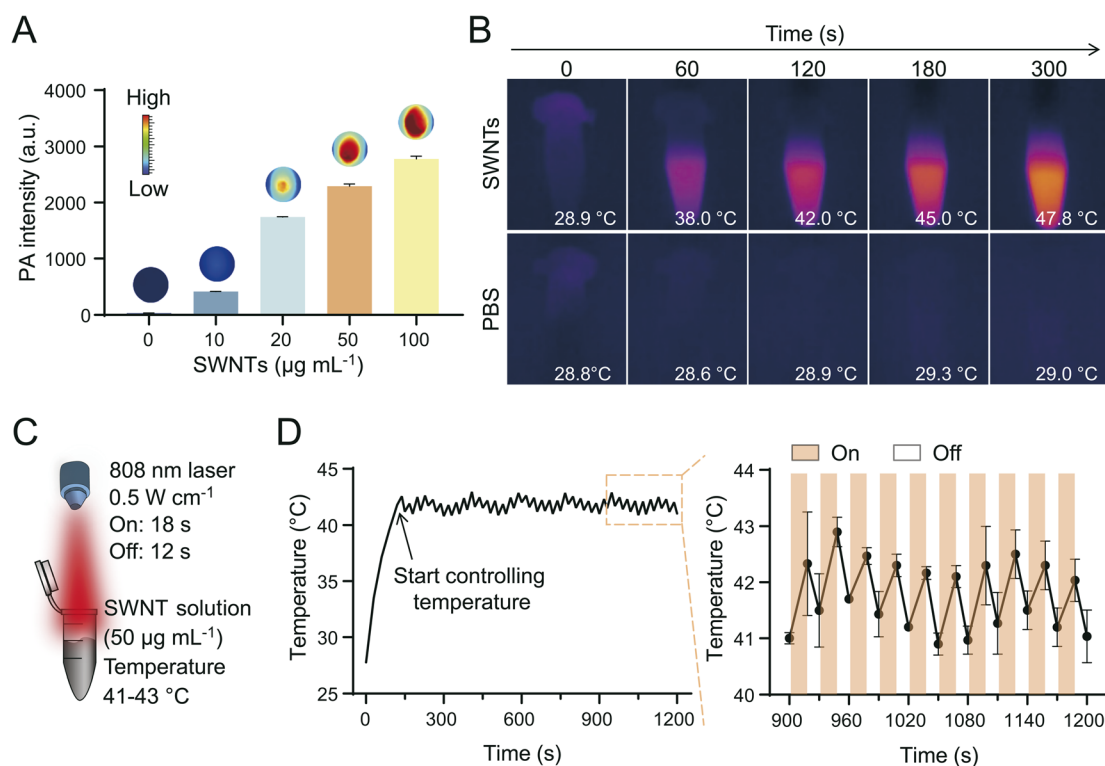 A
PA intensity (a.u.)
4000
3000
2000
1000
0
High
Low
0 10 20 50 100
SWNTs (µg mL⁻¹)
B
Time (s)
0 60 120 180 300
SWNTs
28.9 °C 38.0 °C 42.0 °C 45.0 °C 47.8 °C
PBS
28.8°C 28.6 °C 28.9 °C 29.3 °C 29.0 °C
C
808 nm laser
0.5 W cm⁻¹
On: 18 s
Off: 12 s
SWNT solution
(50 µg mL⁻¹)
Temperature
41-43 °C
D
Temperature (°C)
45
40
35
30
25
Start controlling
temperature
0 300 600 900 1200
Time (s)
On Off
Temperature (°C)
44
43
42
41
40
900 960 1020 1080 1140 1200
Time (s)